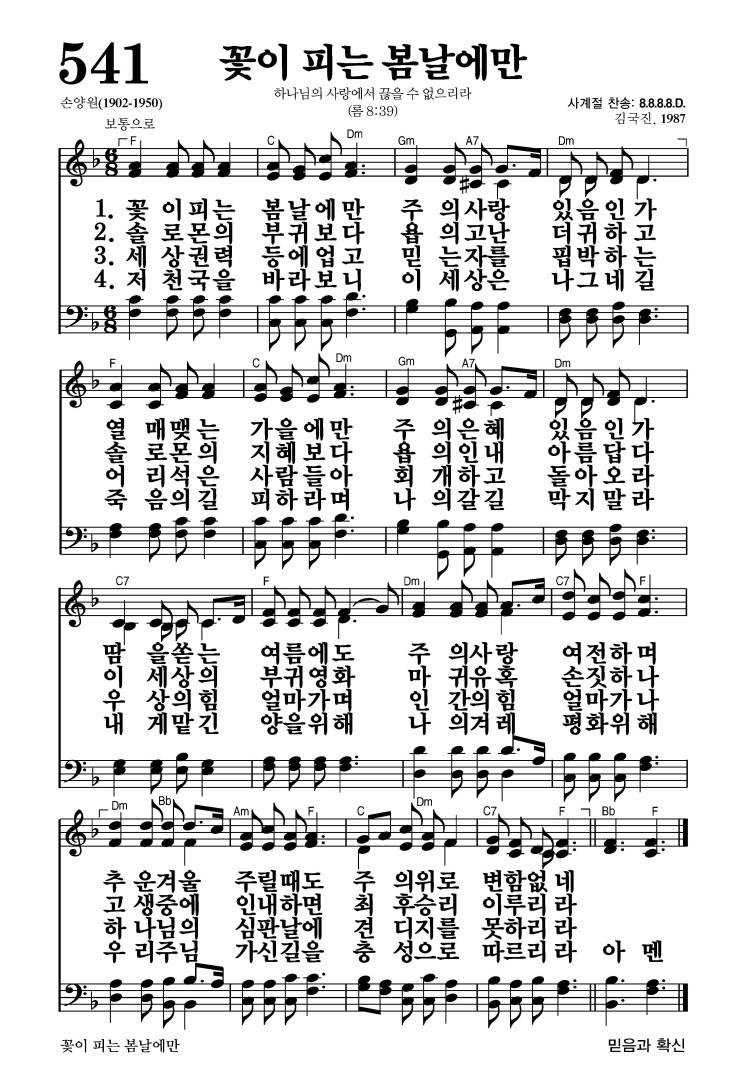 541 꽃이 피는 봄날에만
하나님의 사랑에서 끊을 수 없으리라
손양원(1902-1950) (롬 8:39) 사계절 찬송: 8.8.8.8.D.
보통으로 김국진, 1987
F C Dm Gm A7 Dm
6 8
1. 꽃 이피는 봄날에만 주 의사랑 있음인가
2. 솔 로몬의 부귀보다 욥 의고난 더귀하고
3. 세 상권력 등에업고 믿 는자를 핍박하는
4. 저 천국을 바라보니 이 세상은 나그네길
6 8
F C Dm Gm A7 Dm
열 매맺는 가을에만 주 의은혜 있음인가
솔 로몬의 지혜보다 욥 의인내 아름답다
어 리석은 사람들아 회 개하고 돌아오라
죽 음의길 피하라며 나 의갈길 막지말라
C7 F Dm C7 F
땀 을쏟는 여름에도 주 의사랑 여전하며
이 세상의 부귀영화 마 귀유혹 손짓하나
우 상의힘 얼마가며 인 간의힘 얼마가나
내 게맡긴 양을위해 나 의겨레 평화위해
Dm Bb Am F C Dm C7 F Bb F
추 운겨울 주릴때도 주 의위로 변함없네
고 생중에 인내하면 최 후승리 이루리라
하 나님의 심판날에 견 디지를 못하리라
우 리주님 가신길을 충 성으로 따르리라 아 멘
꽃이 피는 봄날에만 믿음과 확신